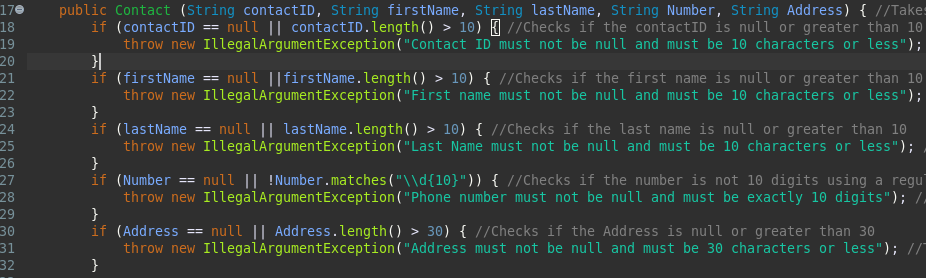 17 public Contact (String contactID, String firstName, String lastName, String Number, String Address) { //Takes
18 if (contactID == null || contactID.length() > 10) { //Checks if the contactID is null or greater than 10
19 throw new IllegalArgumentException("Contact ID must not be null and must be 10 characters or less");
20 }
21 if (firstName == null ||firstName.length() > 10) { //Checks if the first name is null or greater than 10
22 throw new IllegalArgumentException("First name must not be null and must be 10 characters or less");
23 }
24 if (lastName == null || lastName.length() > 10) { //Checks if the last name is null or greater than 10
25 throw new IllegalArgumentException("Last Name must not be null and must be 10 characters or less"); /
26 }
27 if (Number == null || !Number.matches("\\d{10}")) { //Checks if the number is not 10 digits using a regu
28 throw new IllegalArgumentException("Phone number must not be null and must be exactly 10 digits"); //
29 }
30 if (Address == null || Address.length() > 30) { //Checks if the Address is null or greater than 30
31 throw new IllegalArgumentException("Address must not be null and must be 30 characters or less"); //T
32 }